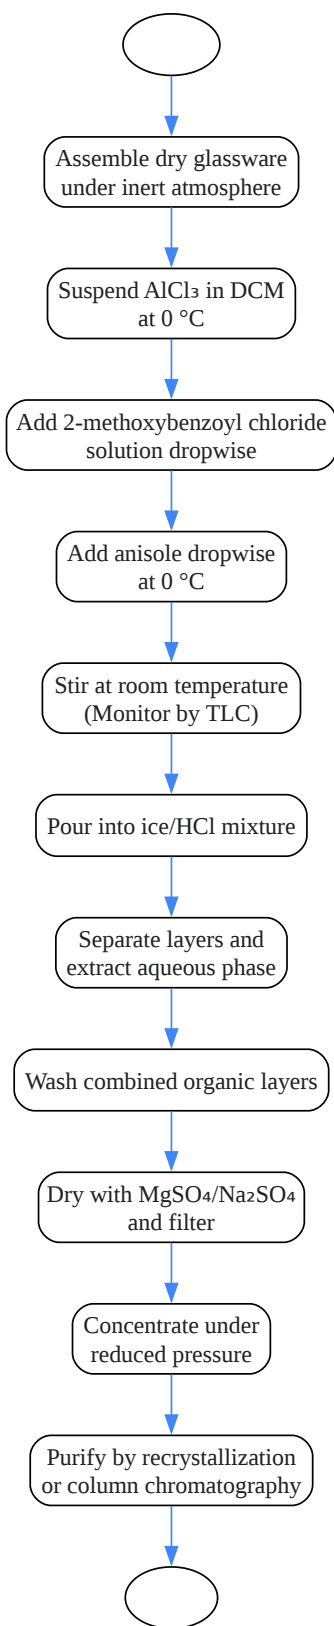 Assemble dry glassware
under inert atmosphere
Suspend AlCl₃ in DCM
at 0 °C
Add 2-methoxybenzoyl chloride
solution dropwise
Add anisole dropwise
at 0 °C
Stir at room temperature
(Monitor by TLC)
Pour into ice/HCl mixture
Separate layers and
extract aqueous phase
Wash combined organic layers
Dry with MgSO₄/Na₂SO₄
and filter
Concentrate under
reduced pressure
Purify by recrystallization
or column chromatography